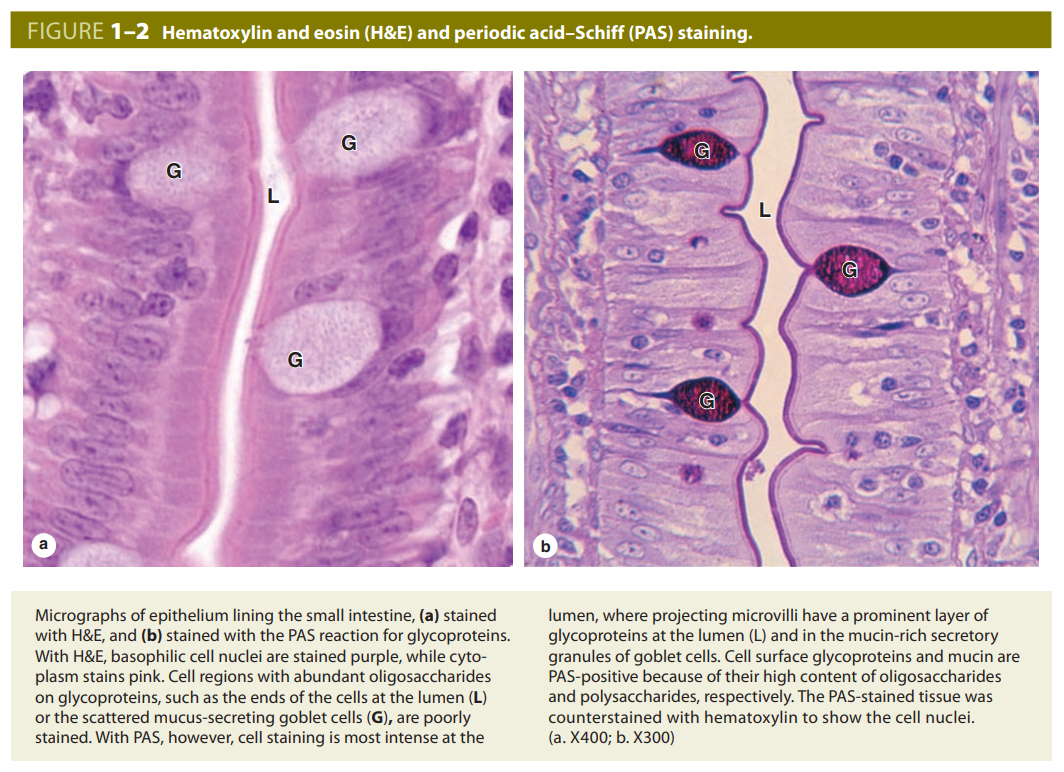 FIGURE 1–2 Hematoxylin and eosin (H&E) and periodic acid–Schiff (PAS) staining.
G
G
L
G
a
G
L
G
G
b
Micrographs of epithelium lining the small intestine, (a) stained
with H&E, and (b) stained with the PAS reaction for glycoproteins.
With H&E, basophilic cell nuclei are stained purple, while cyto-
plasm stains pink. Cell regions with abundant oligosaccharides
on glycoproteins, such as the ends of the cells at the lumen (L)
or the scattered mucus-secreting goblet cells (G), are poorly
stained. With PAS, however, cell staining is most intense at the
lumen, where projecting microvilli have a prominent layer of
glycoproteins at the lumen (L) and in the mucin-rich secretory
granules of goblet cells. Cell surface glycoproteins and mucin are
PAS-positive because of their high content of oligosaccharides
and polysaccharides, respectively. The PAS-stained tissue was
counterstained with hematoxylin to show the cell nuclei.
(a. X400; b. X300)